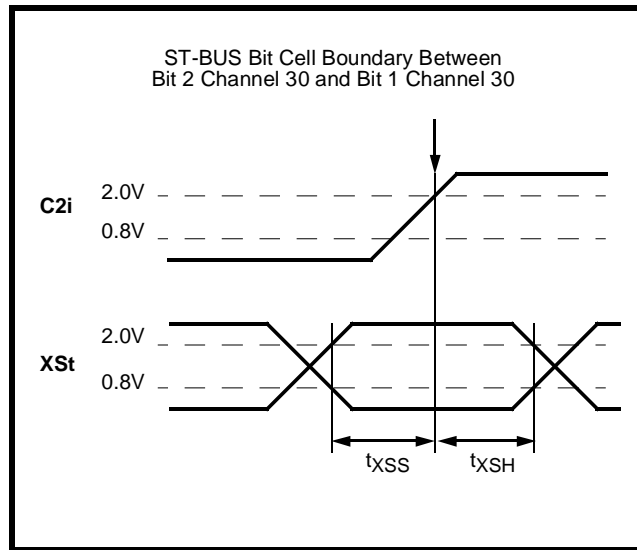 ST-BUS Bit Cell Boundary Between
Bit 2 Channel 30 and Bit 1 Channel 30
C2i
2.0V
0.8V
XSt
2.0V
0.8V
tXSS
tXSH